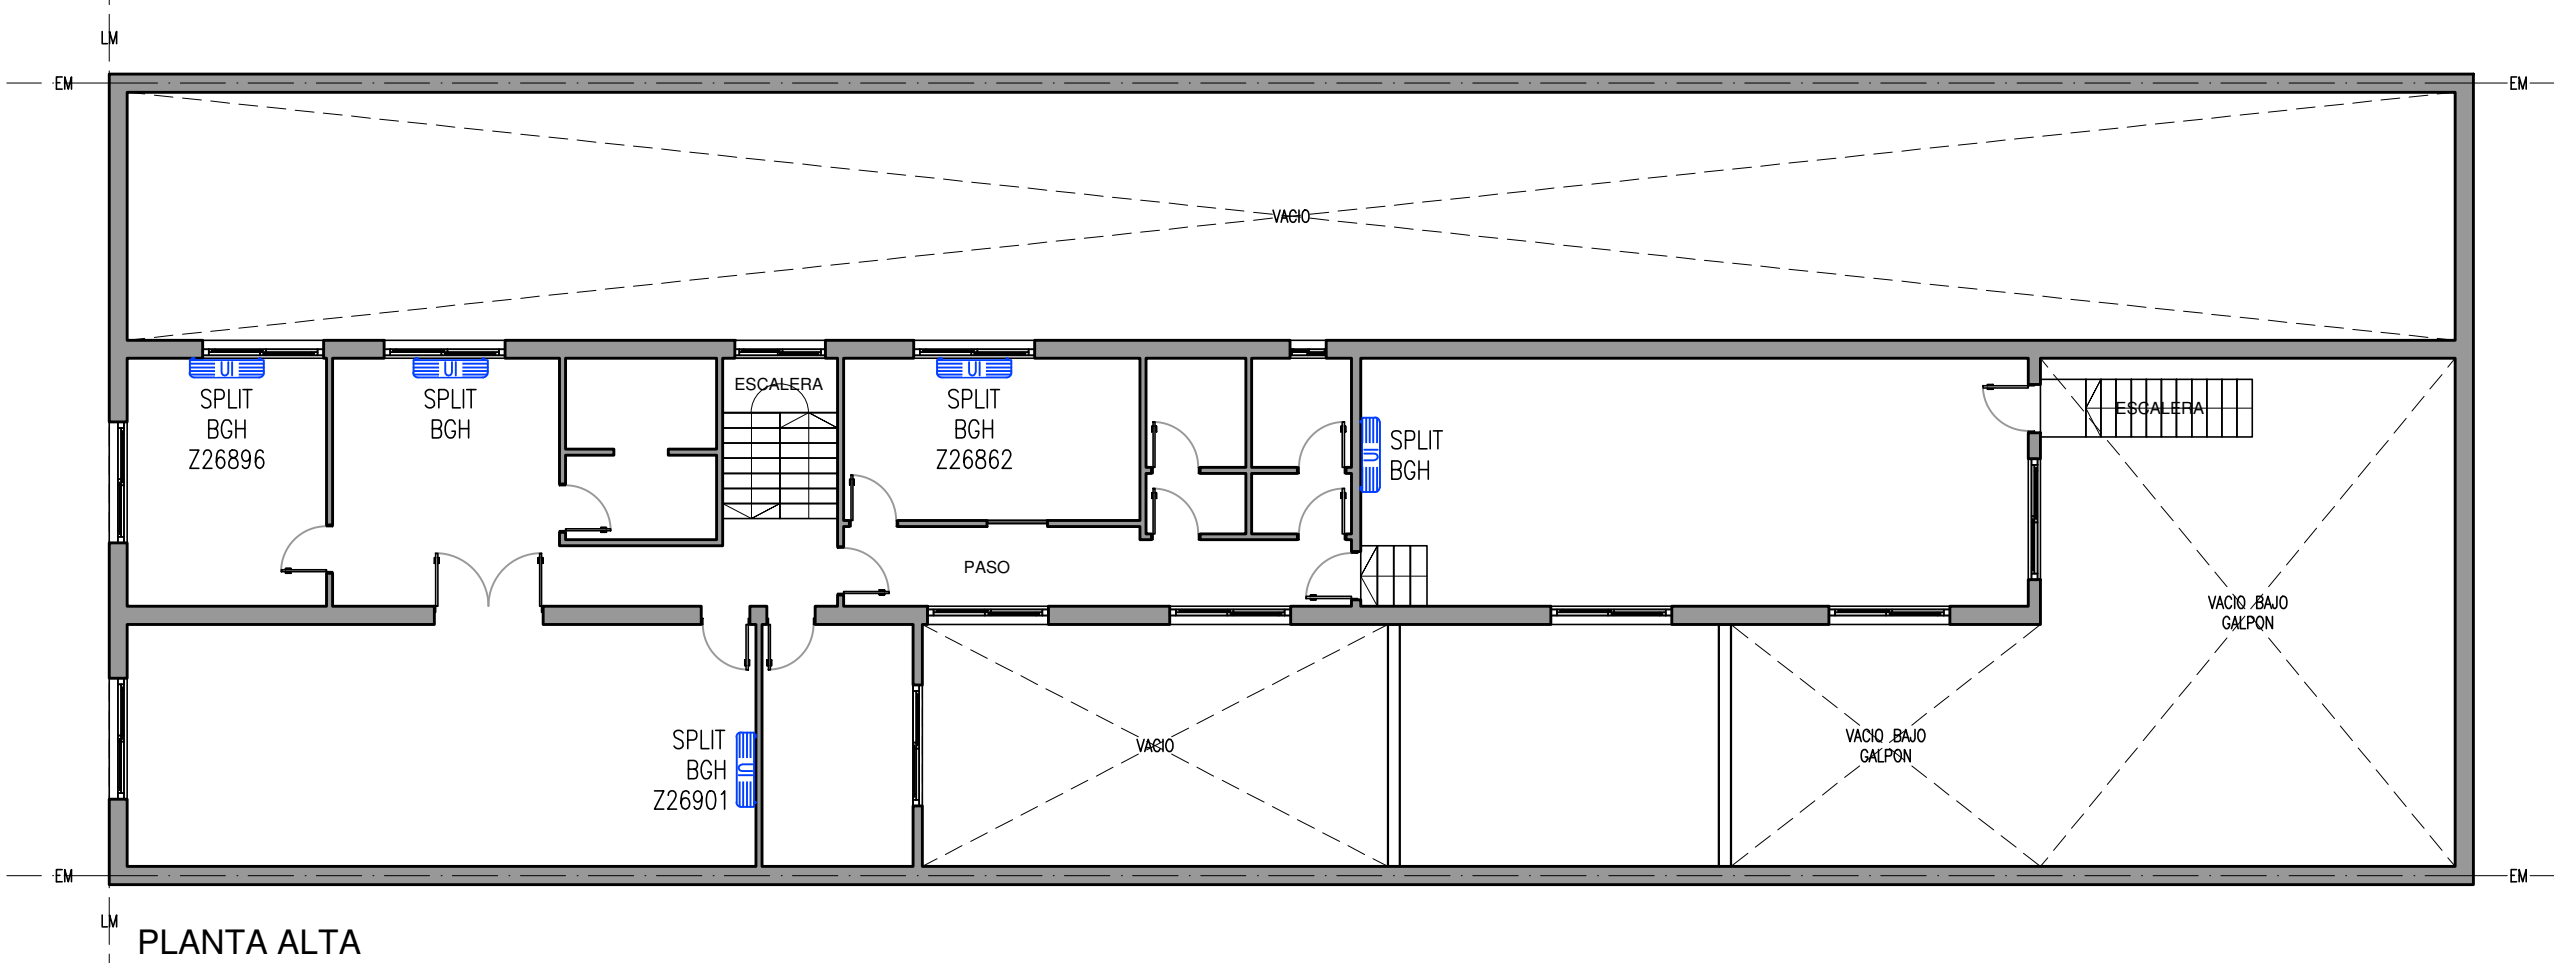 LM
EM
EM
VACIO
ESCALERA
SPLIT
BGH
Z26896
UI
SPLIT
BGH
UI
SPLIT
BGH
Z26862
UI
SPLIT
BGH
UI
ESCALERA
PASO
VACIO BAJO
GALPON
SPLIT
BGH
Z26901
UI
VACIO
VACIO BAJO
GALPON
EM
EM
LM
PLANTA ALTA